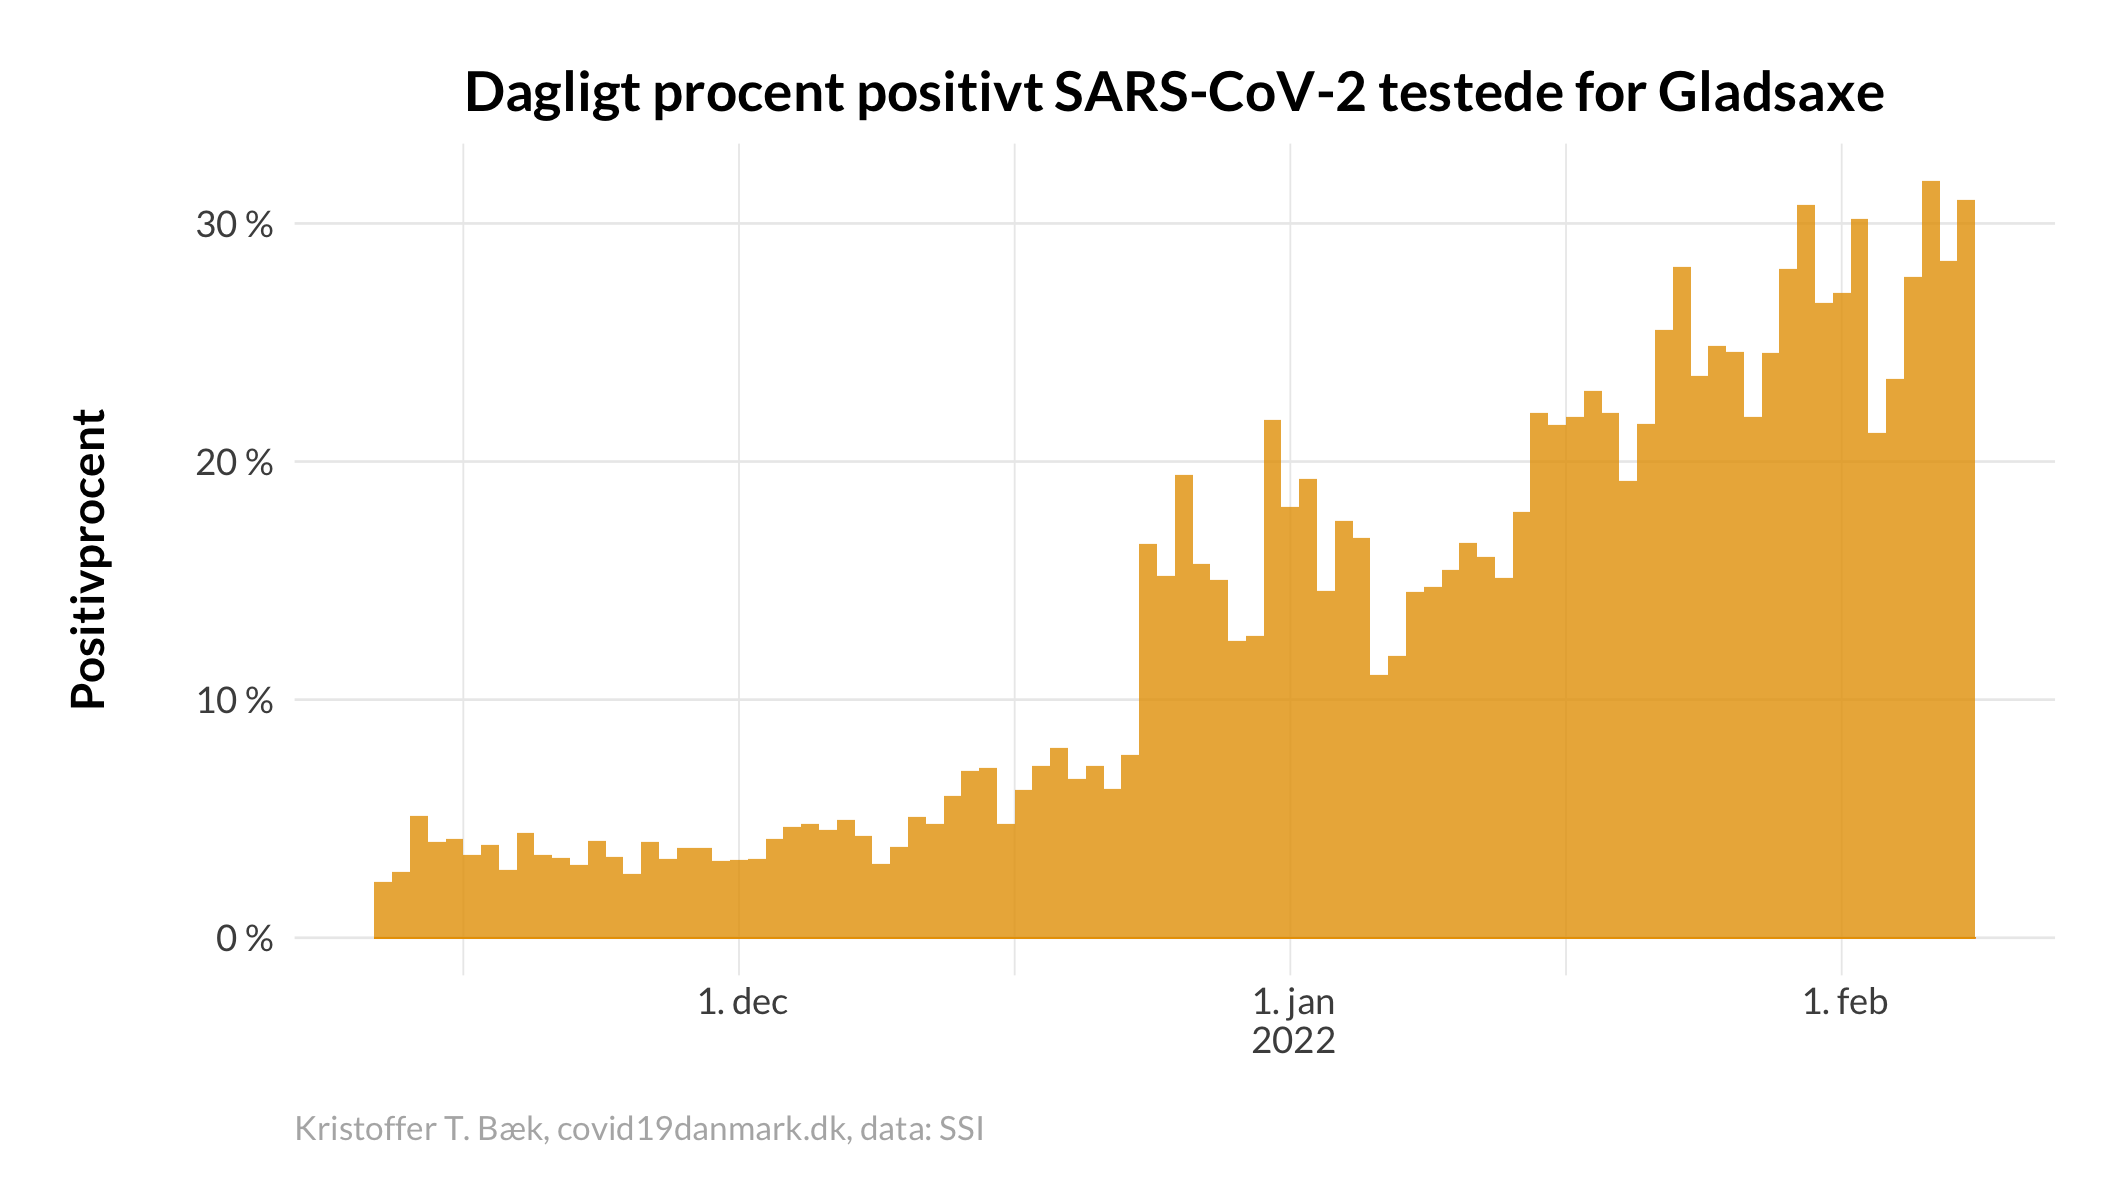 Dagligt procent positivt SARS-CoV-2 testede for Gladsaxe
Positivprocent
30 %
20 %
10 %
0 %
1. dec
1. jan
2022
1. feb
Kristoffer T. Bæk, covid19danmark.dk, data: SSI